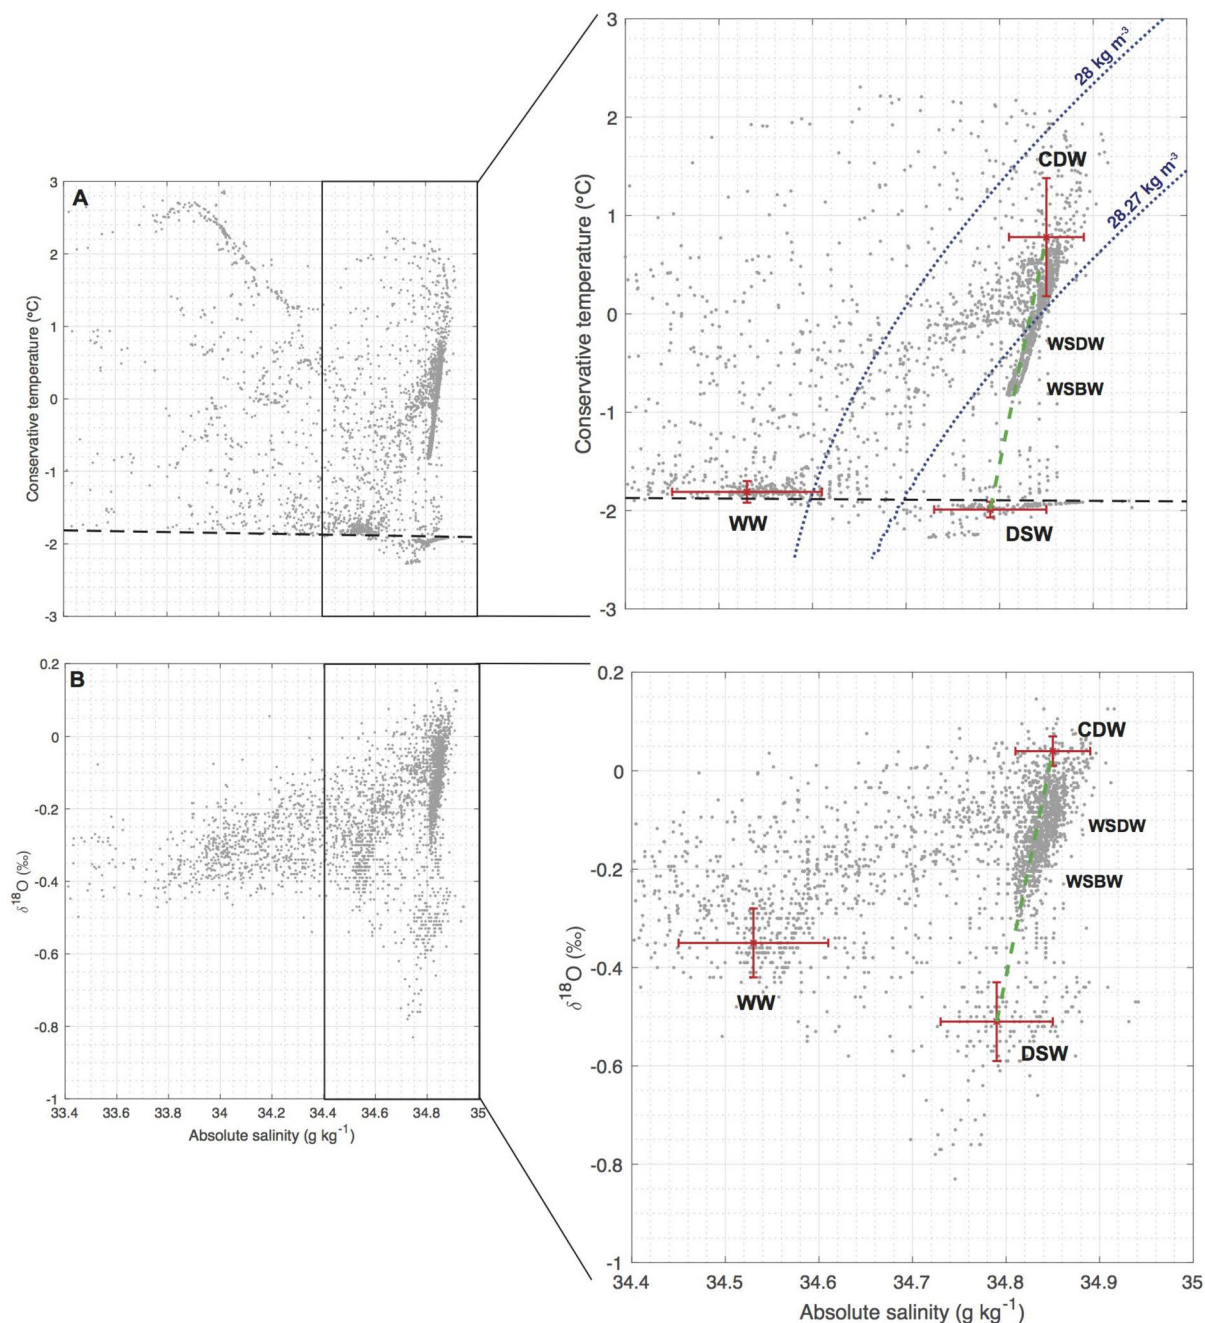 A
3
2
1
0
-1
-2
-3
Conservative temperature (°C)
3
2
1
0
-1
-2
-3
Conservative temperature (°C)
28 kg m-3
28.27 kg m-3
CDW
WSDW
WSBW
WW
DSW
B
0.2
0
-0.2
-0.4
-0.6
-0.8
-1
δ18O (‰)
33.4 33.6 33.8 34 34.2 34.4 34.6 34.8 35
Absolute salinity (g kg-1)
0.2
0
-0.2
-0.4
-0.6
-0.8
-1
δ18O (‰)
CDW
WSDW
WSBW
WW
DSW
34.4 34.5 34.6 34.7 34.8 34.9 35
Absolute salinity (g kg-1)